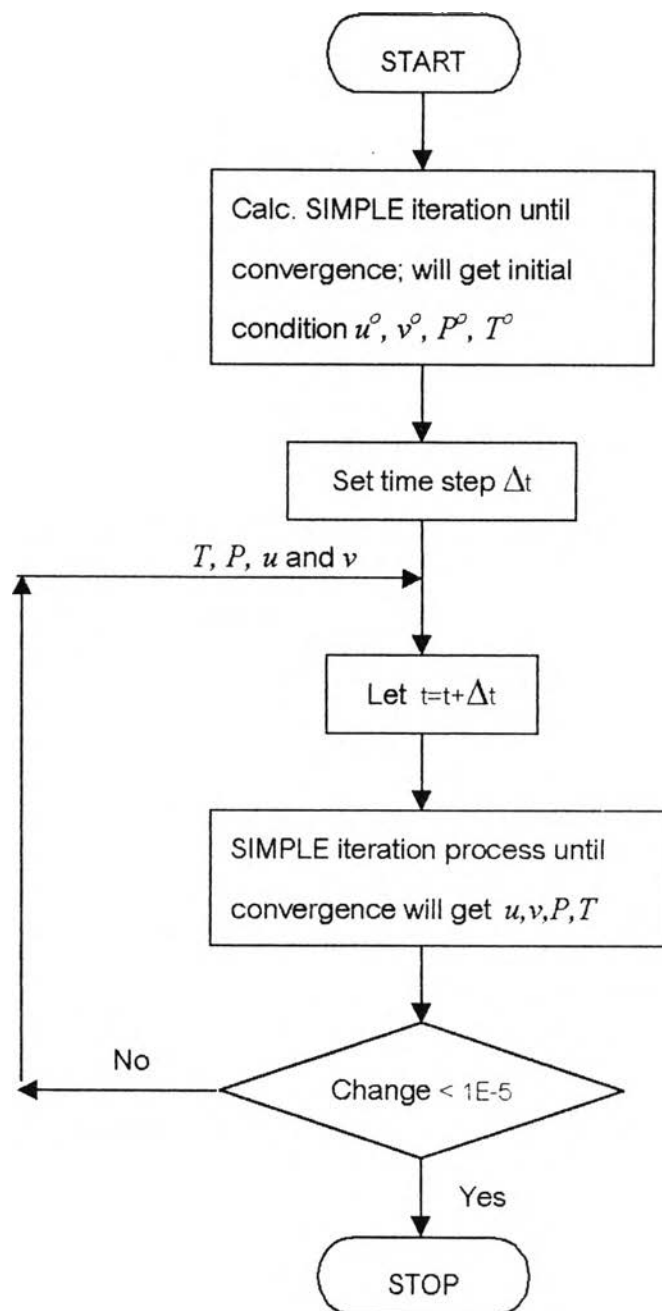 START
Calc. SIMPLE iteration until
convergence; will get initial
condition u°, v°, P°, T°
Set time step Δt
T, P, u and v
Let t=t+Δt
SIMPLE iteration process until
convergence will get u,v,P,T
No
Change < 1E-5
Yes
STOP